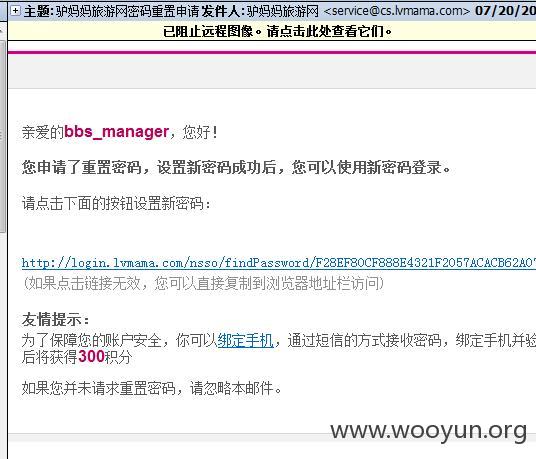 主题:驴妈妈旅游网密码重置申请 发件人:驴妈妈旅游网 <service@cs.lvmama.com> 07/20/20
已阻止远程图像。请点击此处查看它们。
亲爱的bbs_manager，您好！
您申请了重置密码，设置新密码成功后，您可以使用新密码登录。
请点击下面的按钮设置新密码：
http://login.lvmama.com/nsso/findPassword/F28EF80CF888E4321F2057ACACB62A07
(如果点击链接无效，您可以直接复制到浏览器地址栏访问)
友情提示：
为了保障您的账户安全，你可以绑定手机，通过短信的方式接收密码，绑定手机并验
后将获得300积分
如果您并未请求重置密码，请忽略本邮件。
www.wooyun.org